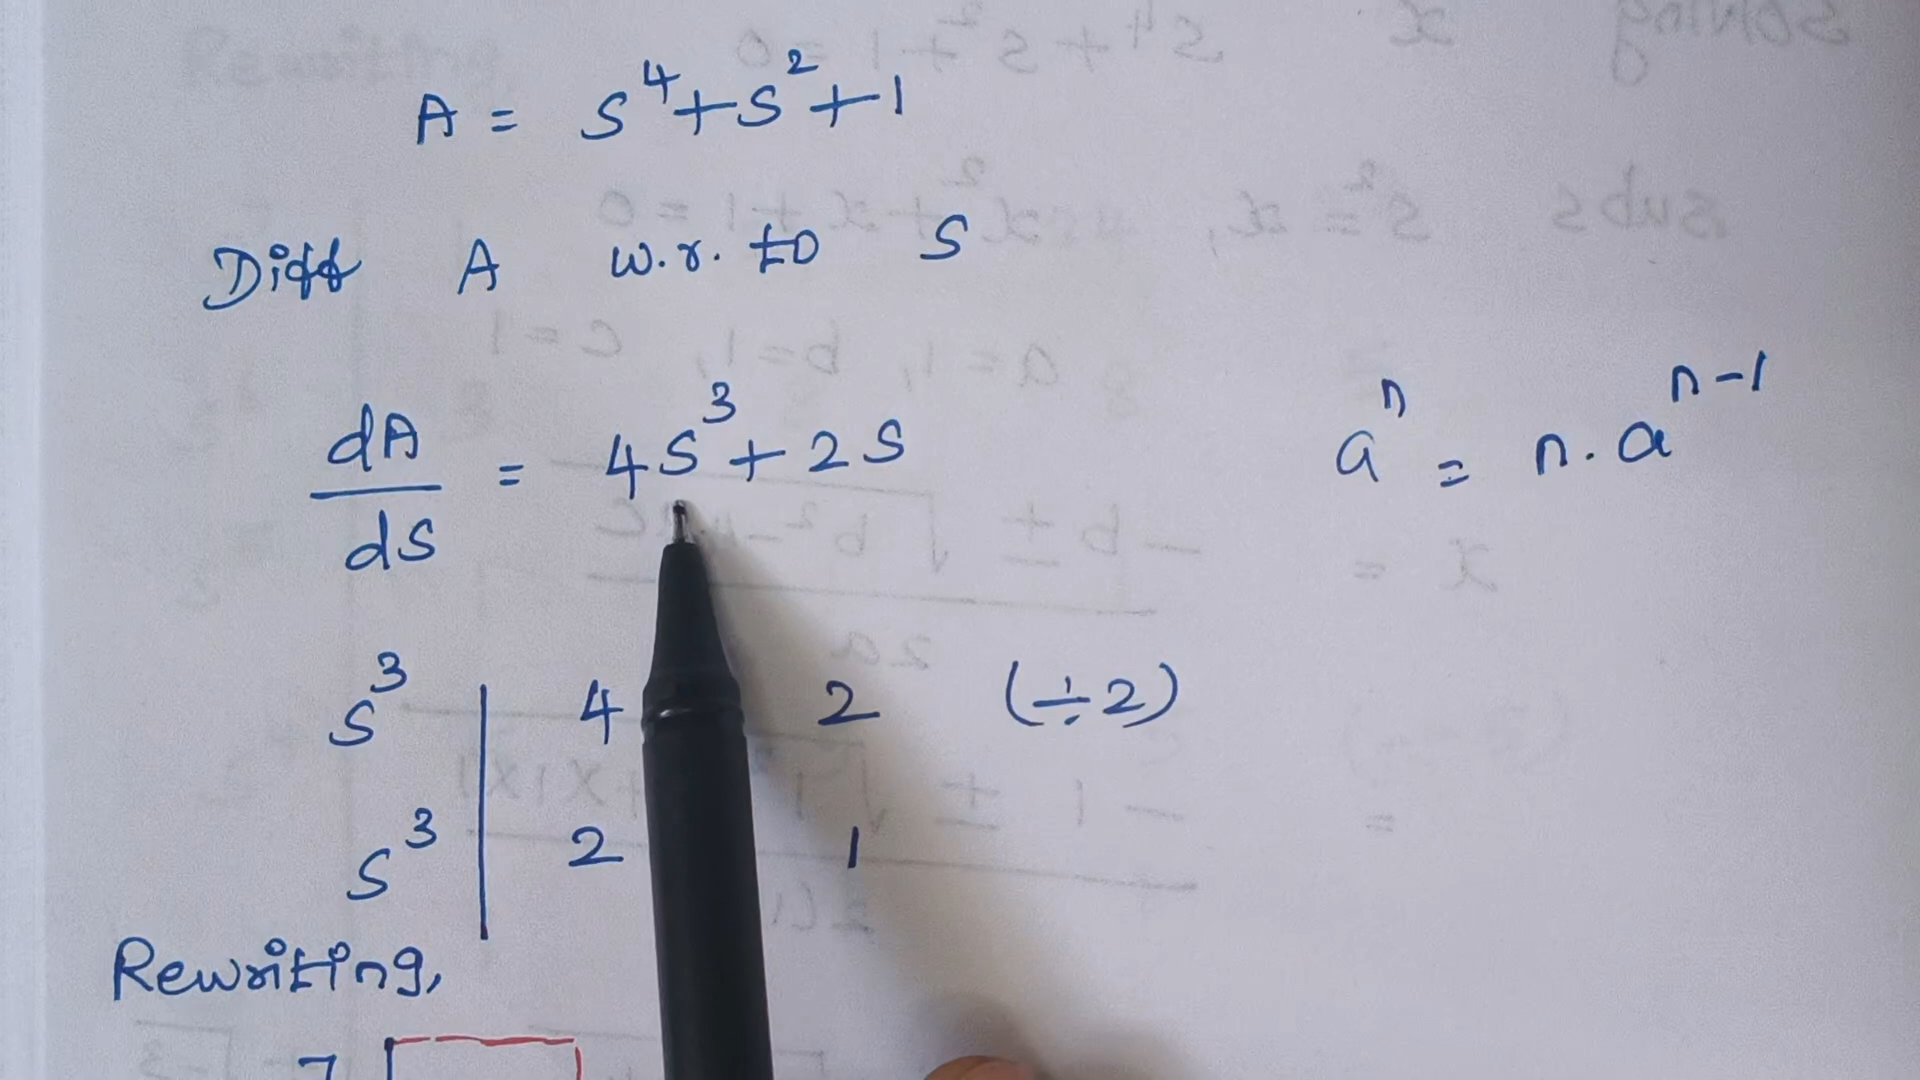 A = S⁴+S²+1
Diff A w.r.to S
dA/dS = 4S³+2S
aⁿ = n.aⁿ⁻¹
S³ | 4 2 (÷2)
S³ | 2 1
Rewriting,